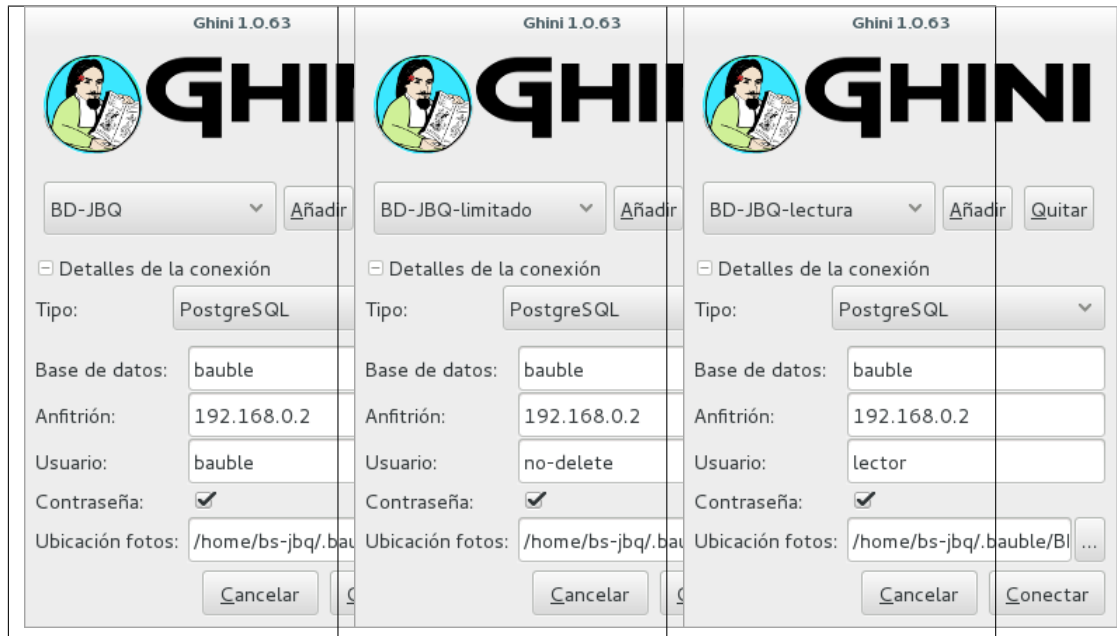 Ghini 1.0.63
GHINI
BD-JBQ
Añadir
Detalles de la conexión
Tipo: PostgreSQL
Base de datos: bauble
Anfitrión: 192.168.0.2
Usuario: bauble
Contraseña:
Ubicación fotos: /home/bs-jbq/.bau
Cancelar
Ghini 1.0.63
GHINI
BD-JBQ-limitado
Añadir
Detalles de la conexión
Tipo: PostgreSQL
Base de datos: bauble
Anfitrión: 192.168.0.2
Usuario: no-delete
Contraseña:
Ubicación fotos: /home/bs-jbq/.bau
Cancelar
Ghini 1.0.63
GHINI
BD-JBQ-lectura
Añadir Quitar
Detalles de la conexión
Tipo: PostgreSQL
Base de datos: bauble
Anfitrión: 192.168.0.2
Usuario: lector
Contraseña:
Ubicación fotos: /home/bs-jbq/.bauble/BI ...
Cancelar Conectar